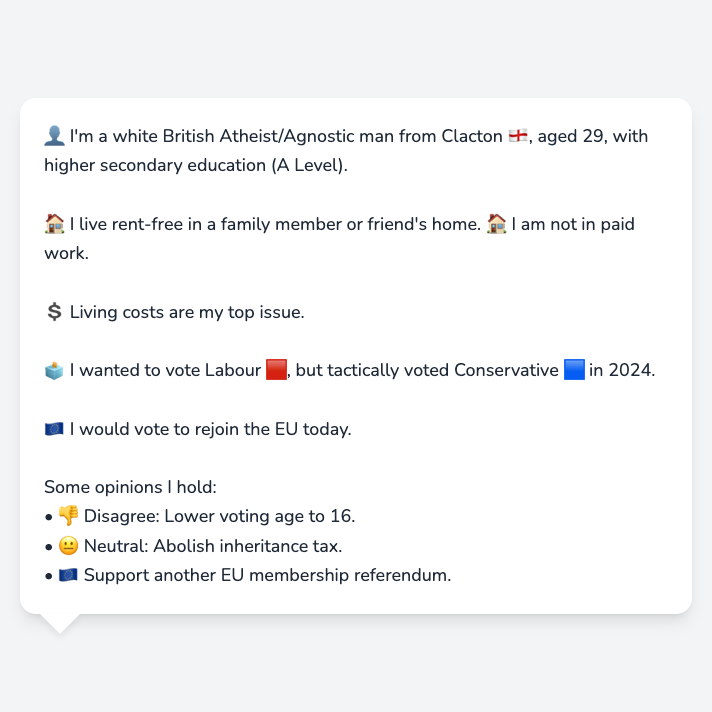 👤 I'm a white British Atheist/Agnostic man from Clacton 🏴󠁧󠁢󠁥󠁮󠁧󠁿, aged 29, with
higher secondary education (A Level).
🏠 I live rent-free in a family member or friend's home. 🏠 I am not in paid
work.
💲 Living costs are my top issue.
🗳️ I wanted to vote Labour 🟥, but tactically voted Conservative 🟦 in 2024.
🇪🇺 I would vote to rejoin the EU today.
Some opinions I hold:
• 👎 Disagree: Lower voting age to 16.
• 😐 Neutral: Abolish inheritance tax.
• 🇪🇺 Support another EU membership referendum.